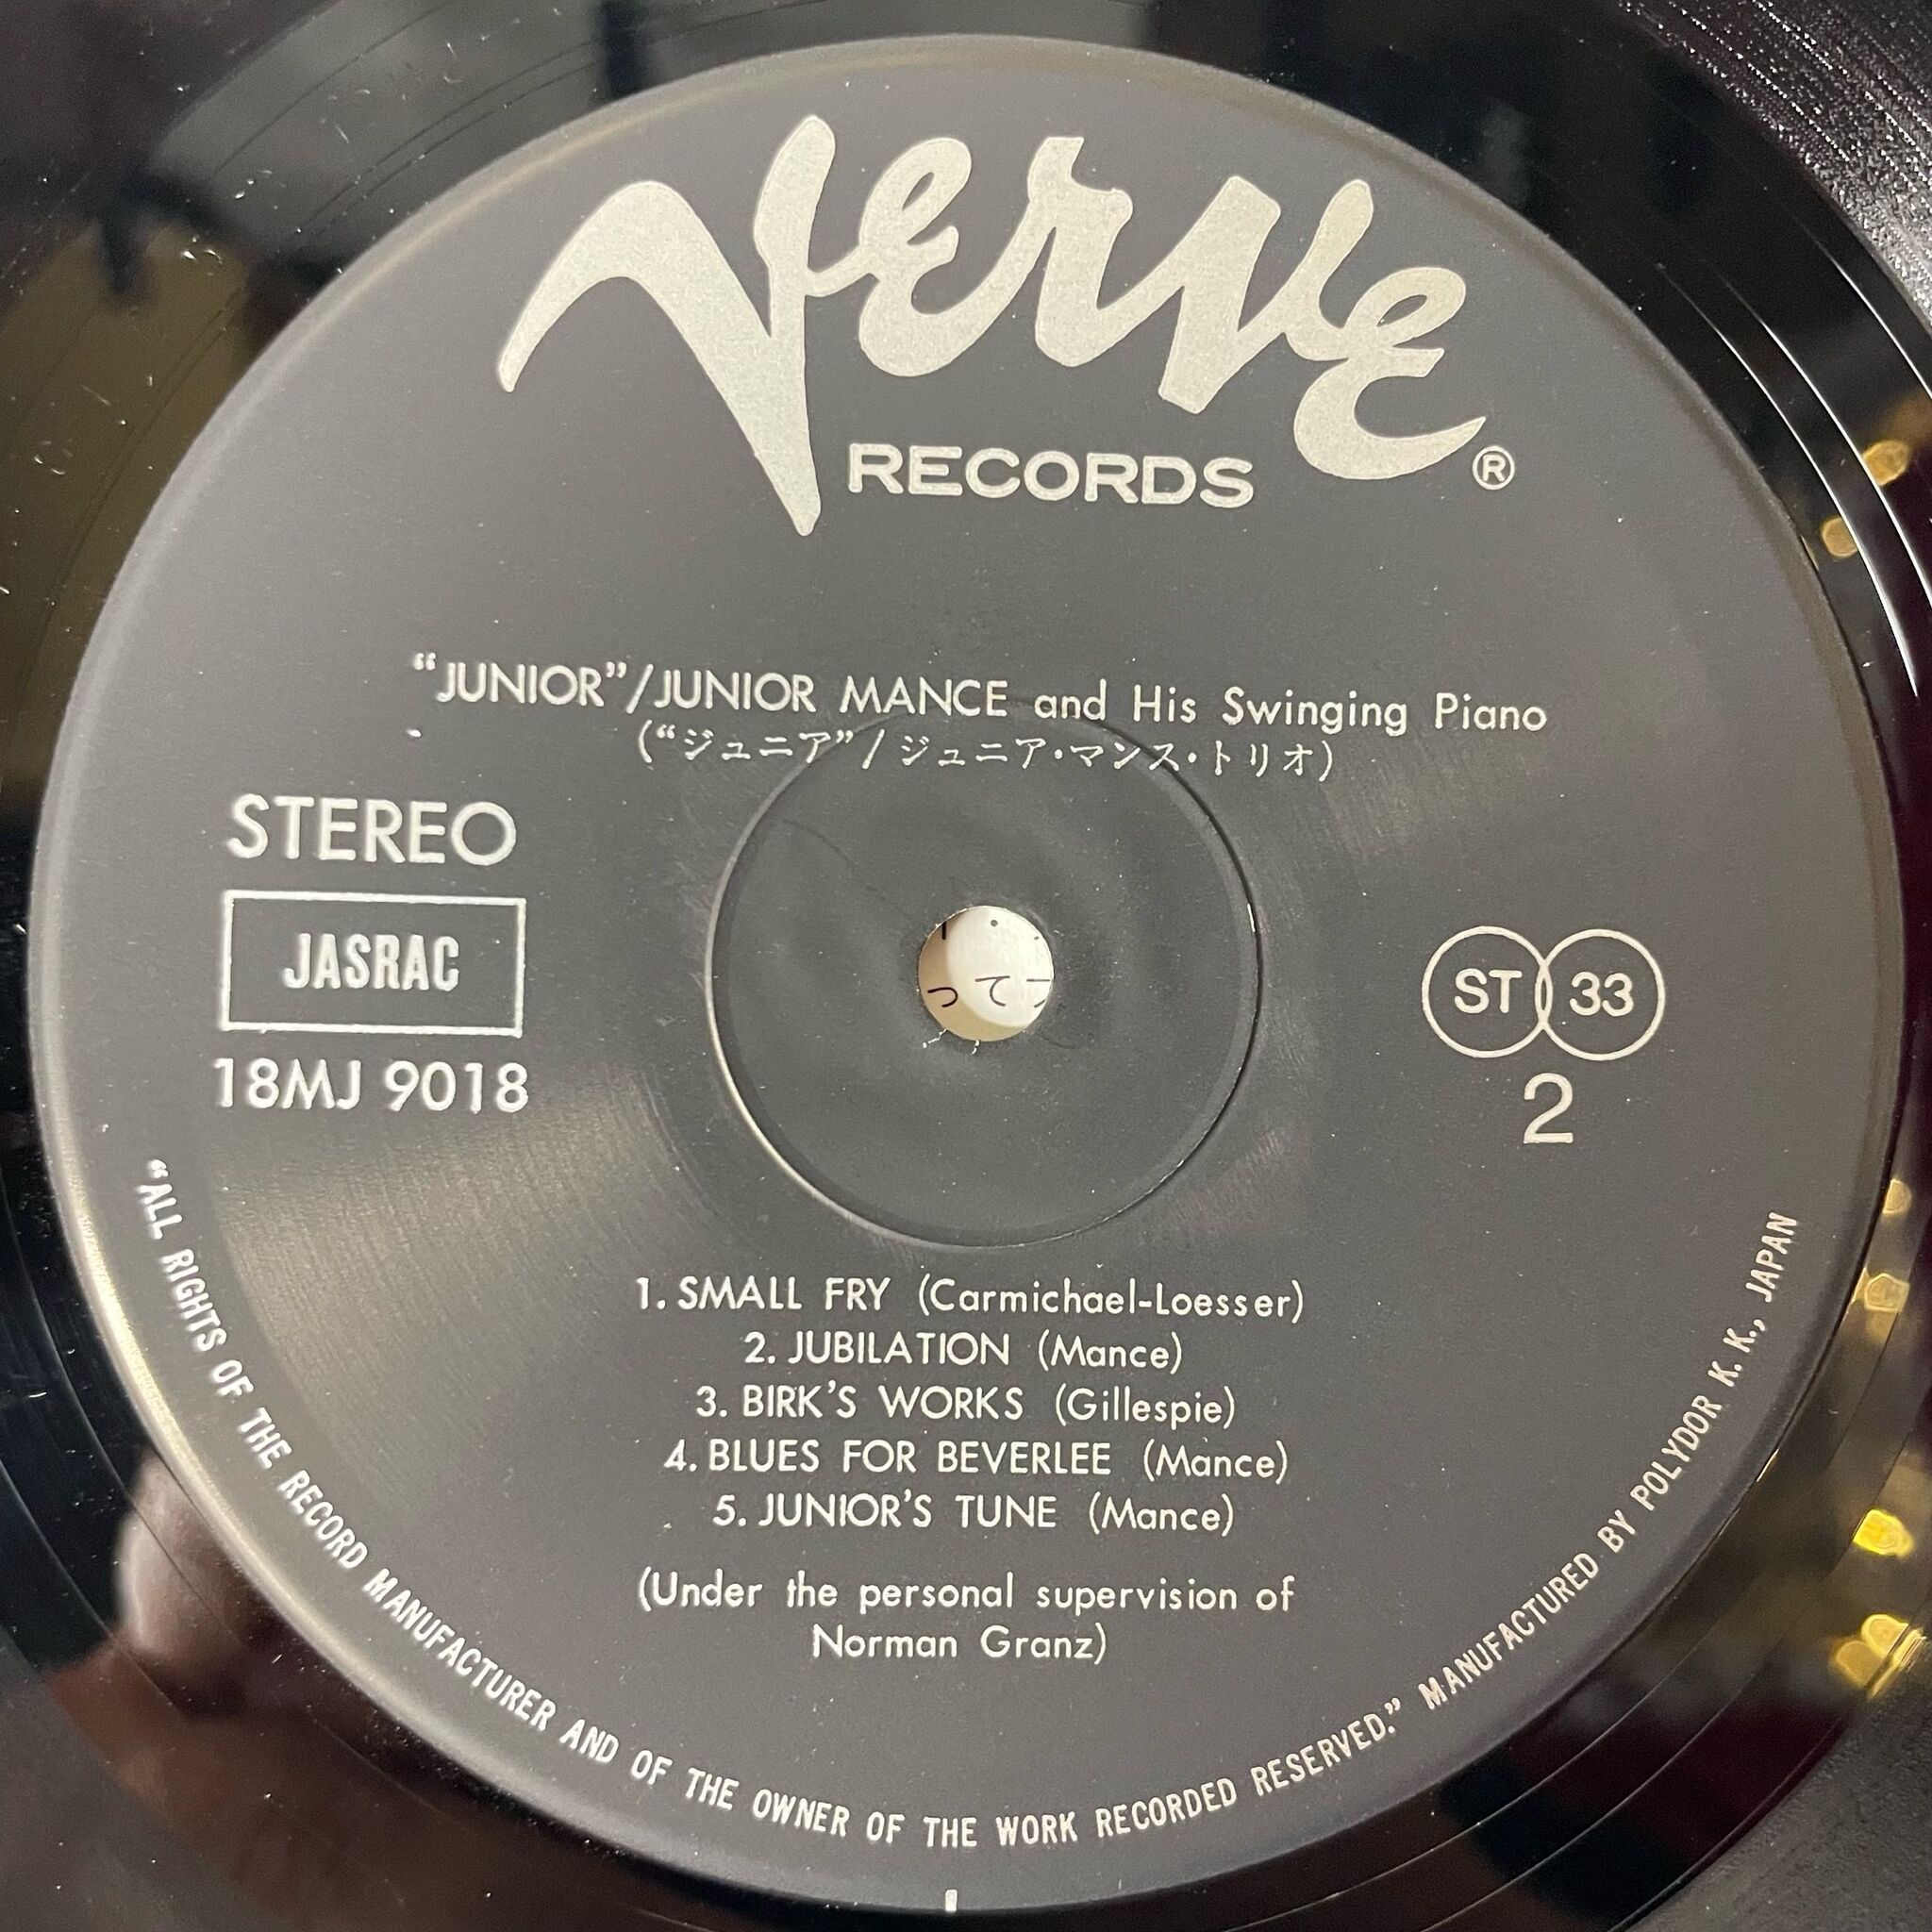 Verve
RECORDS ®
“JUNIOR”/JUNIOR MANCE and His Swinging Piano
(“ジュニア”/ジュニア・マンス・トリオ)
STEREO
JASRAC
18MJ 9018
って
ST 33
2
1. SMALL FRY (Carmichael-Loesser)
2. JUBILATION (Mance)
3. BIRK'S WORKS (Gillespie)
4. BLUES FOR BEVERLEE (Mance)
5. JUNIOR'S TUNE (Mance)
(Under the personal supervision of
Norman Granz)
“ALL RIGHTS OF THE RECORD MANUFACTURER AND OF THE OWNER OF THE WORK RECORDED RESERVED.” MANUFACTURED BY POLYDOR K. K., JAPAN